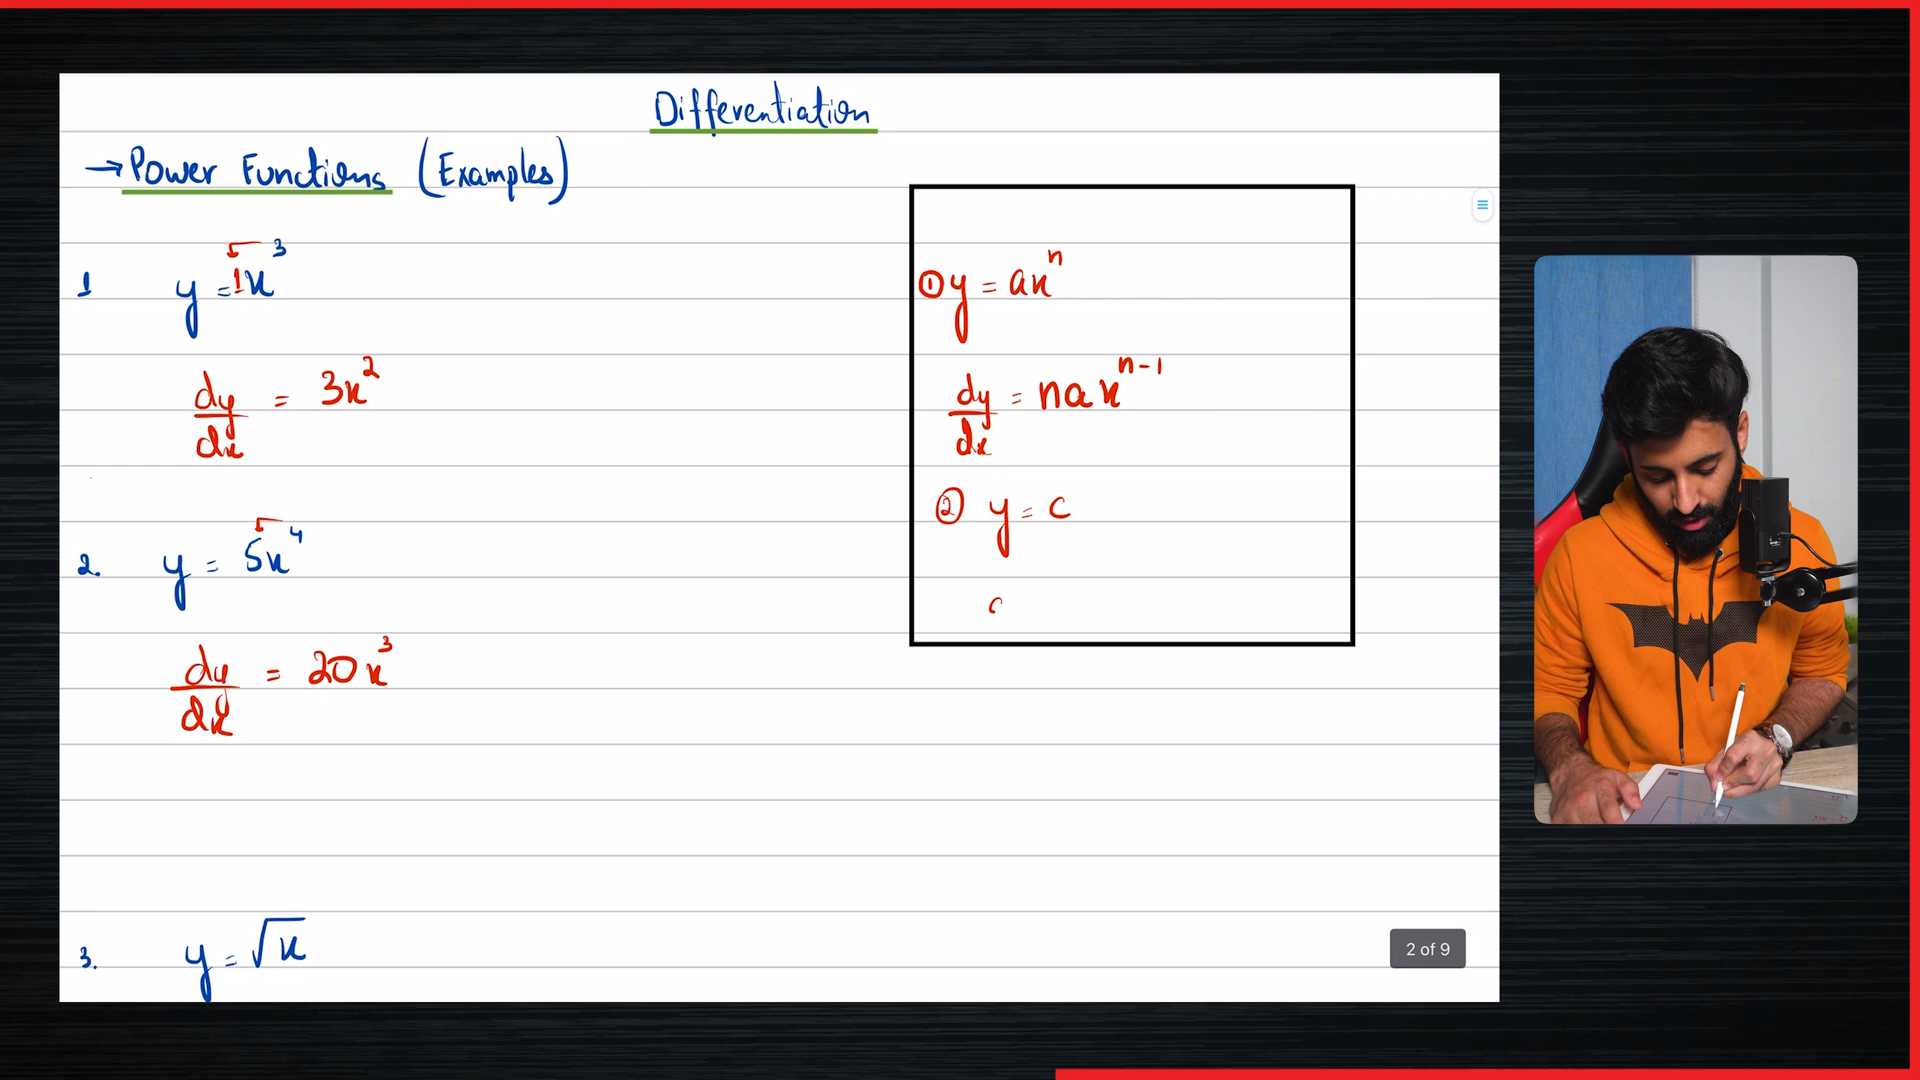 Differentiation
→ Power Functions (Examples)
1 y = 1x³
dy/dx = 3x²
2. y = 5x⁴
dy/dx = 20x³
3. y = √x
① y = axⁿ
dy/dx = naxⁿ⁻¹
② y = c
2 of 9